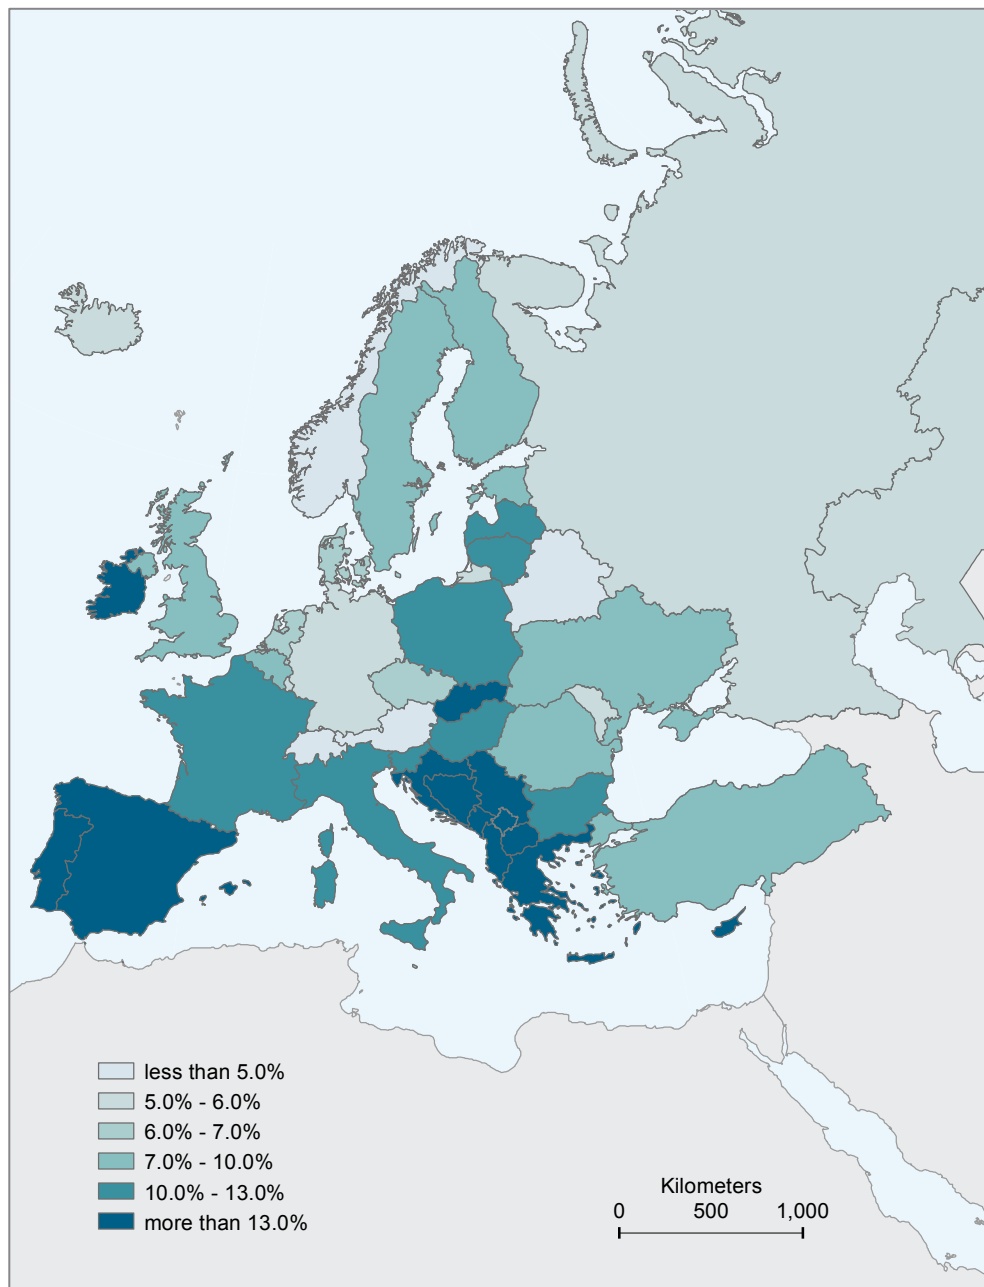 less than 5.0%
5.0% - 6.0%
6.0% - 7.0%
7.0% - 10.0%
10.0% - 13.0%
more than 13.0%
Kilometers
0 500 1,000